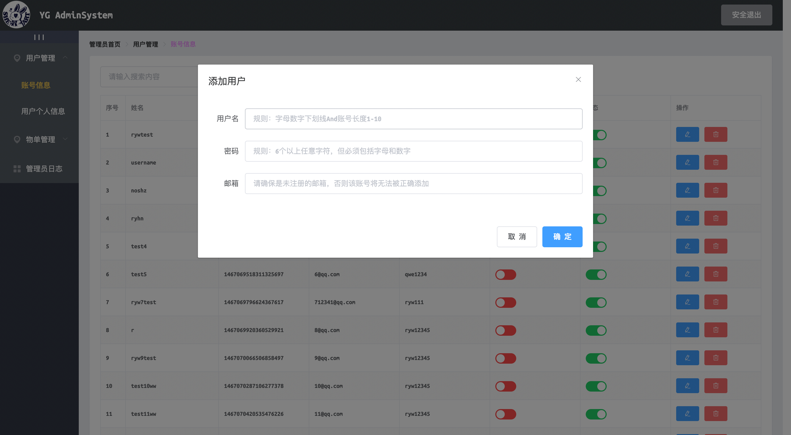 YG AdminSystem
安全退出
管理员首页 用户管理 账号信息
用户管理
账号信息
用户个人信息
物单管理
管理员日志
请输入搜索内容
序号 姓名 态 操作
添加用户
用户名 规则：字母数字下划线And账号长度1-10
密码 规则：8个以上任意字符，但必须包括字母和数字
邮箱 请确保是未注册的邮箱，否则该账号将无法被正确添加
取 消 确 定
1 rywtest
2 username
3 noshz
4 ryho
5 test4
6 test5 1467069318311325697 6@qq.com qwe1234
7 ryw7test 1467069796624367617 712341@qq.com ryw111
8 r 1467069920360529921 8@qq.com ryw12345
9 ryw9test 1467070066506858497 9@qq.com ryw12345
10 test10ww 1467070287106277378 10@qq.com ryw12345
11 test11ww 1467070420535476226 11@qq.com ryw12345